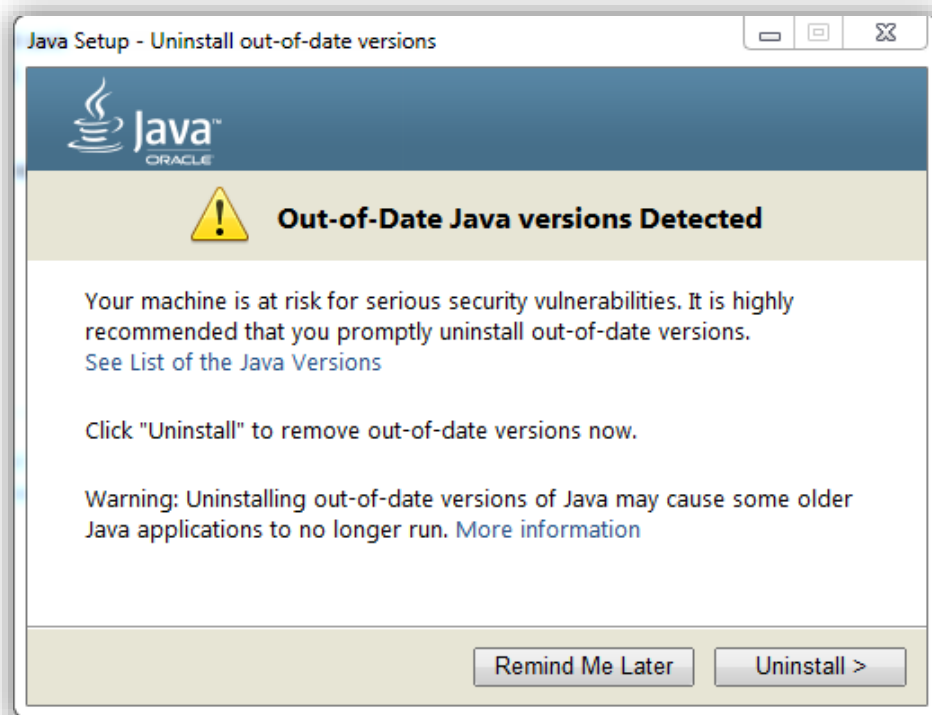 Java Setup - Uninstall out-of-date versions
Java™
ORACLE
Out-of-Date Java versions Detected
Your machine is at risk for serious security vulnerabilities. It is highly
recommended that you promptly uninstall out-of-date versions.
See List of the Java Versions
Click "Uninstall" to remove out-of-date versions now.
Warning: Uninstalling out-of-date versions of Java may cause some older
Java applications to no longer run. More information
Remind Me Later
Uninstall >